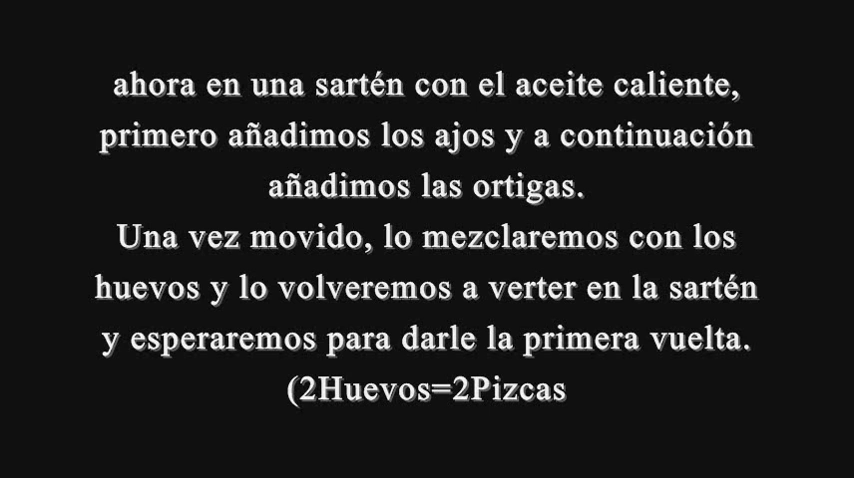 ahora en una sartén con el aceite caliente,
primero añadimos los ajos y a continuación
añadimos las ortigas.
Una vez movido, lo mezclaremos con los
huevos y lo volveremos a verter en la sartén
y esperaremos para darle la primera vuelta.
(2Huevos=2Pizcas